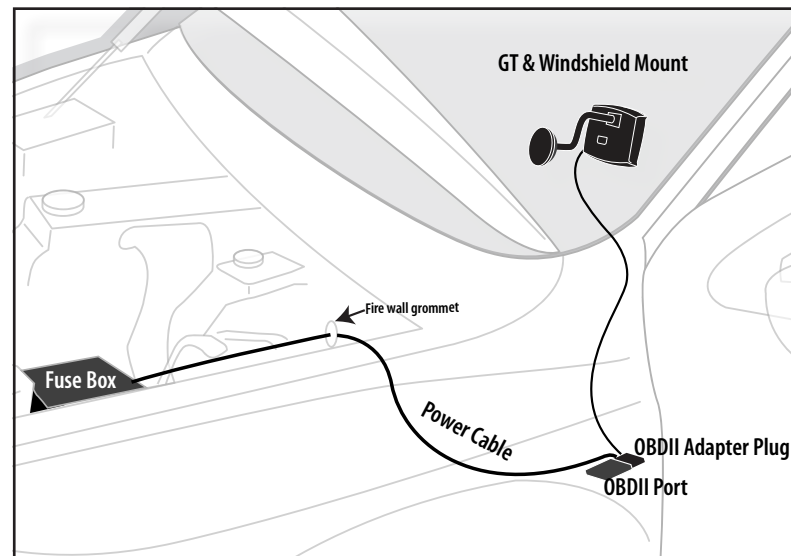 GT & Windshield Mount
Fire wall grommet
Fuse Box
Power Cable
OBDII Adapter Plug
OBDII Port